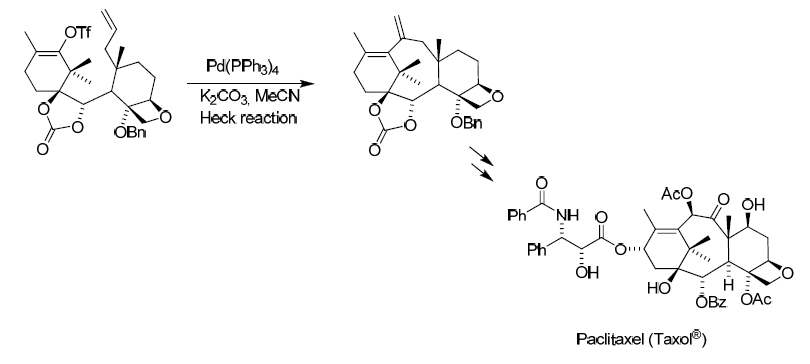 OTf
Pd(PPh3)4
K2CO3, MeCN
Heck reaction
O
O
O
OBn
O
O
O
O
OBn
O
O
AcO
O
OH
Ph
NH
O
Ph
O
OH
HO
H
OBz
OAc
O
Paclitaxel (Taxol®)